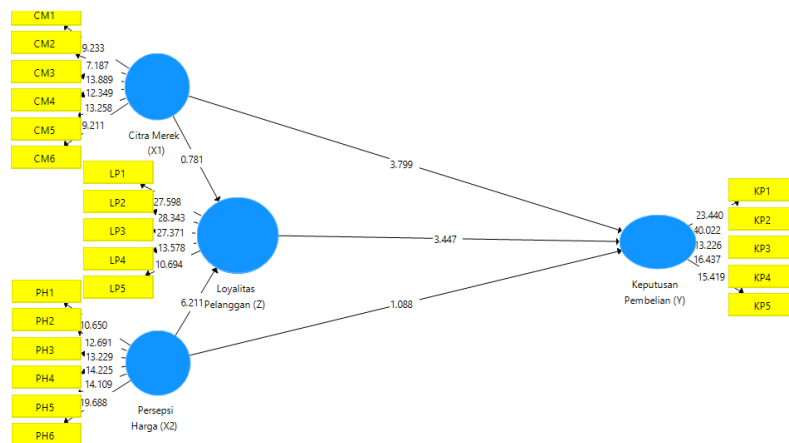 CM1
CM2
CM3
CM4
CM5
CM6
9.233
7.187
13.889
12.349
13.258
9.211
Citra Merek
(X1)
0.781
3.799
LP1
LP2
LP3
LP4
LP5
27.598
28.343
27.371
13.578
10.694
Loyalitas
Pelanggan (Z)
3.447
6.211
1.088
PH1
PH2
PH3
PH4
PH5
PH6
10.650
12.691
13.229
14.225
14.109
19.688
Persepsi
Harga (X2)
KP1
KP2
KP3
KP4
KP5
23.440
40.022
13.226
16.437
15.419
Keputusan
Pembelian (Y)